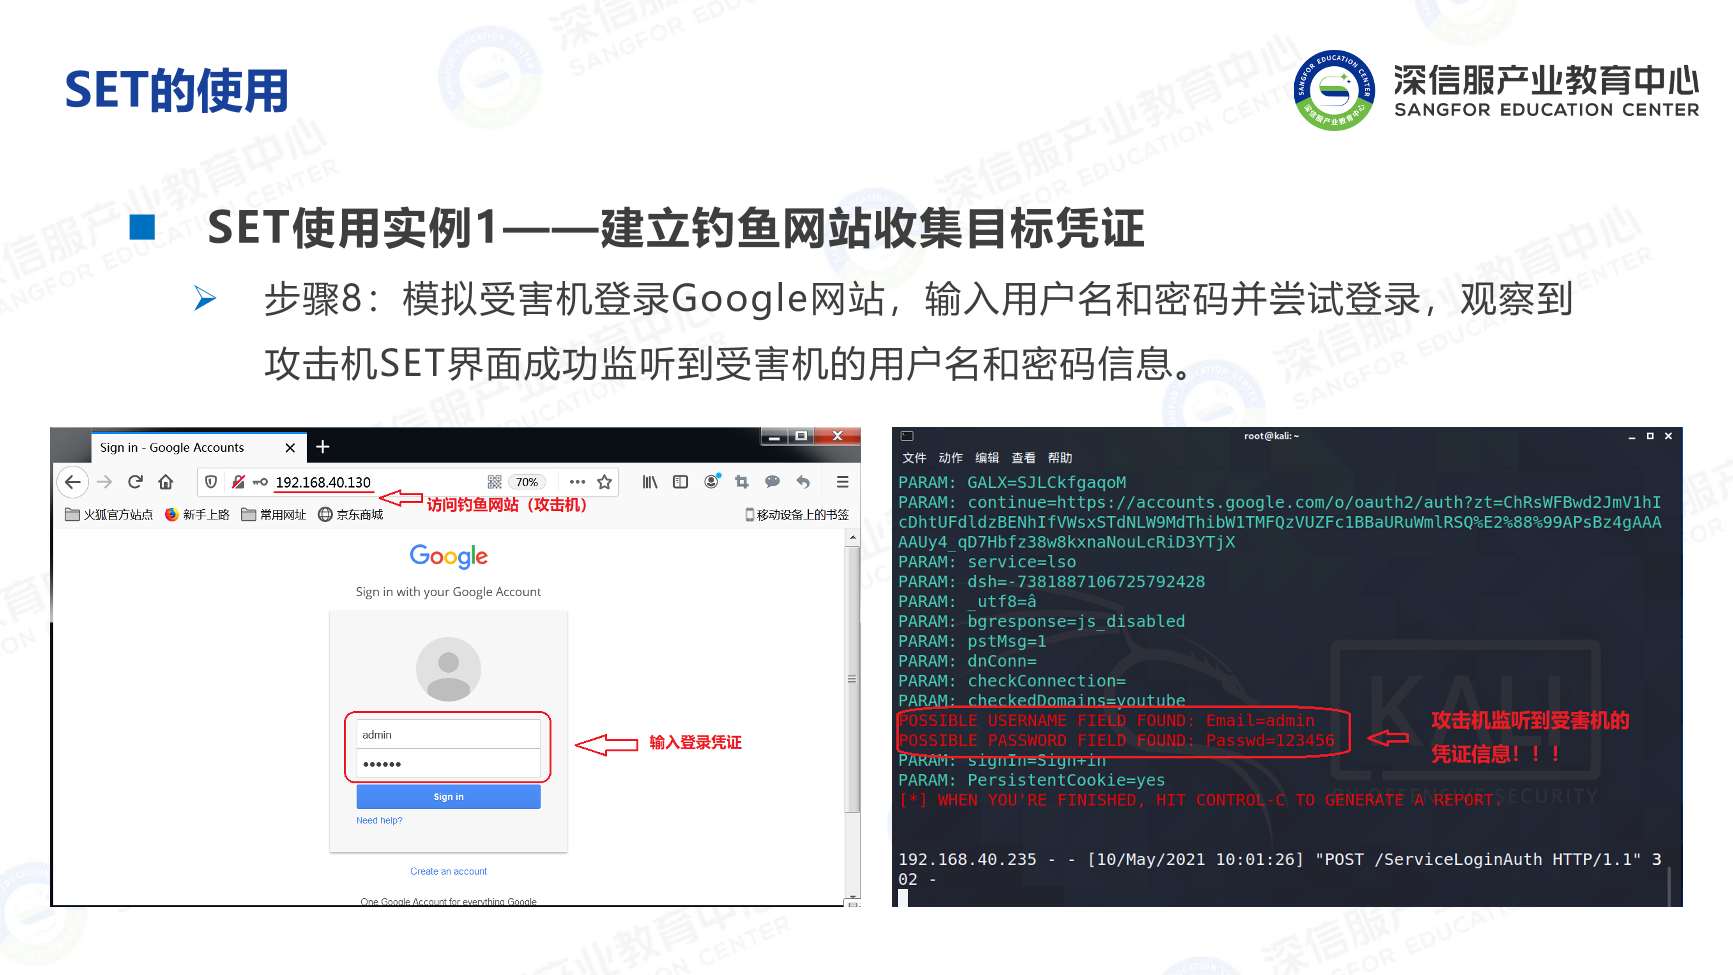 SET的使用
深信服产业教育中心
SANGFOR EDUCATION CENTER
SET使用实例1——建立钓鱼网站收集目标凭证
步骤8：模拟受害机登录Google网站，输入用户名和密码并尝试登录，观察到
攻击机SET界面成功监听到受害机的用户名和密码信息。
Sign in - Google Accounts
192.168.40.130
70%
访问钓鱼网站（攻击机）
火狐官方站点 新手上路 常用网址 京东商城 移动设备上的书签
Google
Sign in with your Google Account
admin
输入登录凭证
Sign in
Need help?
Create an account
One Google Account for everything Google
root@kali: ~
文件 动作 编辑 查看 帮助
PARAM: GALX=SJLCkfgaqoM
PARAM: continue=https://accounts.google.com/o/oauth2/auth?zt=ChRsWFBwd2JmV1hI
cDhtUFdldzBENhIfVWsxSTdNLW9MdThibW1TMFQzVUZFc1BBaURuWmlRSQ%E2%88%99APsBz4gAAA
AAUy4_qD7Hbfz38w8kxnaNouLcRiD3YTjX
PARAM: service=lso
PARAM: dsh=-7381887106725792428
PARAM: _utf8=â
PARAM: bgresponse=js_disabled
PARAM: pstMsg=1
PARAM: dnConn=
PARAM: checkConnection=
PARAM: checkedDomains=youtube
POSSIBLE USERNAME FIELD FOUND: Email=admin
POSSIBLE PASSWORD FIELD FOUND: Passwd=123456
攻击机监听到受害机的
凭证信息！！！
PARAM: signIn=Sign+in
PARAM: PersistentCookie=yes
[*] WHEN YOU'RE FINISHED, HIT CONTROL-C TO GENERATE A REPORT.
192.168.40.235 - - [10/May/2021 10:01:26] "POST /ServiceLoginAuth HTTP/1.1" 3
02 -